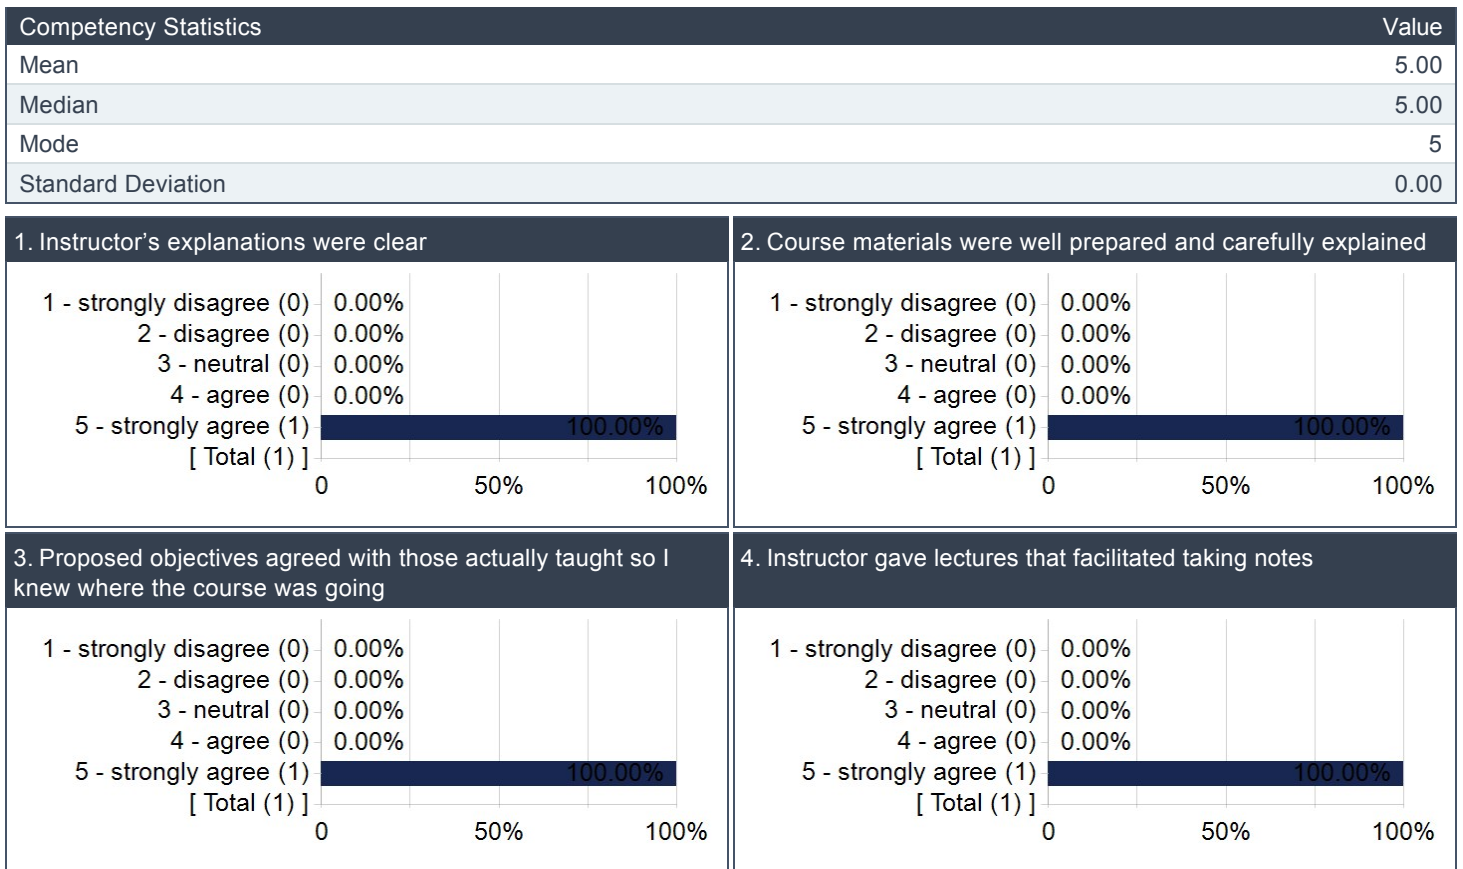 Competency Statistics Value
Mean 5.00
Median 5.00
Mode 5
Standard Deviation 0.00
1. Instructor’s explanations were clear
1 - strongly disagree (0) 0.00%
2 - disagree (0) 0.00%
3 - neutral (0) 0.00%
4 - agree (0) 0.00%
5 - strongly agree (1) 100.00%
[ Total (1) ]
0 50% 100%
2. Course materials were well prepared and carefully explained
1 - strongly disagree (0) 0.00%
2 - disagree (0) 0.00%
3 - neutral (0) 0.00%
4 - agree (0) 0.00%
5 - strongly agree (1) 100.00%
[ Total (1) ]
0 50% 100%
3. Proposed objectives agreed with those actually taught so I
knew where the course was going
1 - strongly disagree (0) 0.00%
2 - disagree (0) 0.00%
3 - neutral (0) 0.00%
4 - agree (0) 0.00%
5 - strongly agree (1) 100.00%
[ Total (1) ]
0 50% 100%
4. Instructor gave lectures that facilitated taking notes
1 - strongly disagree (0) 0.00%
2 - disagree (0) 0.00%
3 - neutral (0) 0.00%
4 - agree (0) 0.00%
5 - strongly agree (1) 100.00%
[ Total (1) ]
0 50% 100%